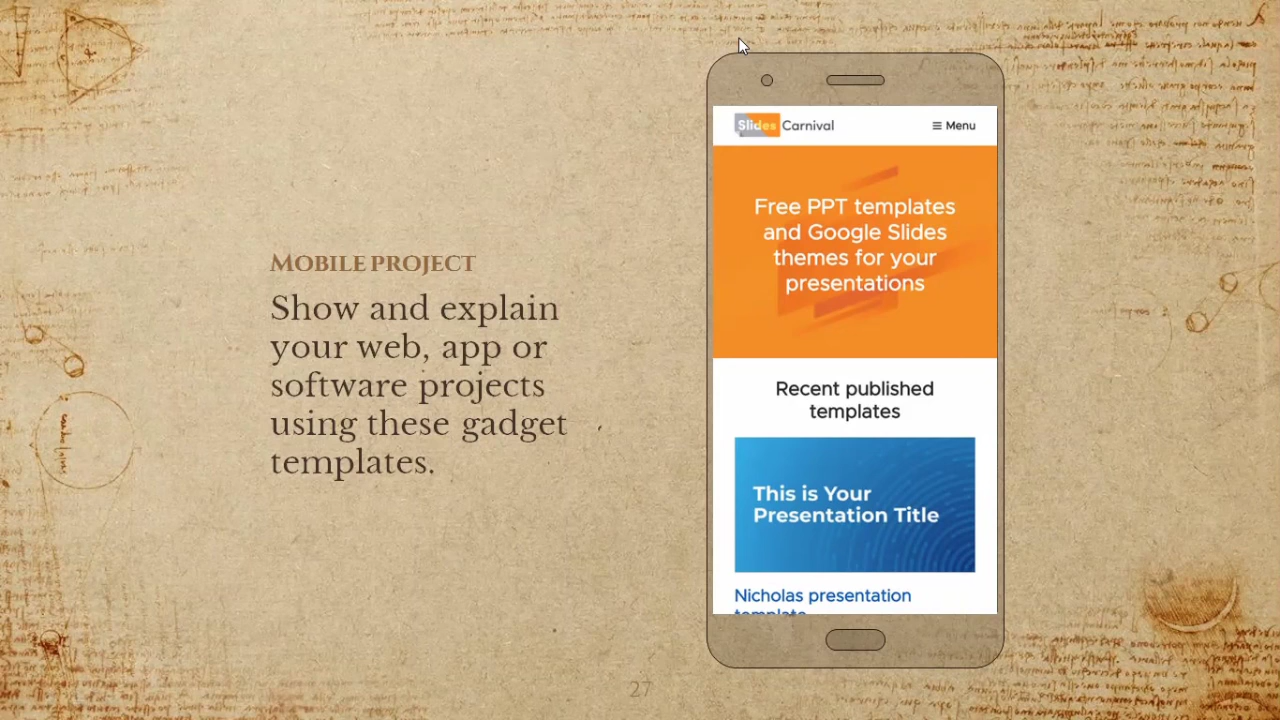 Mobile project
Show and explain
your web, app or
software projects
using these gadget
templates.
Slides Carnival
Menu
Free PPT templates
and Google Slides
themes for your
presentations
Recent published
templates
This is Your
Presentation Title
Nicholas presentation
template
27